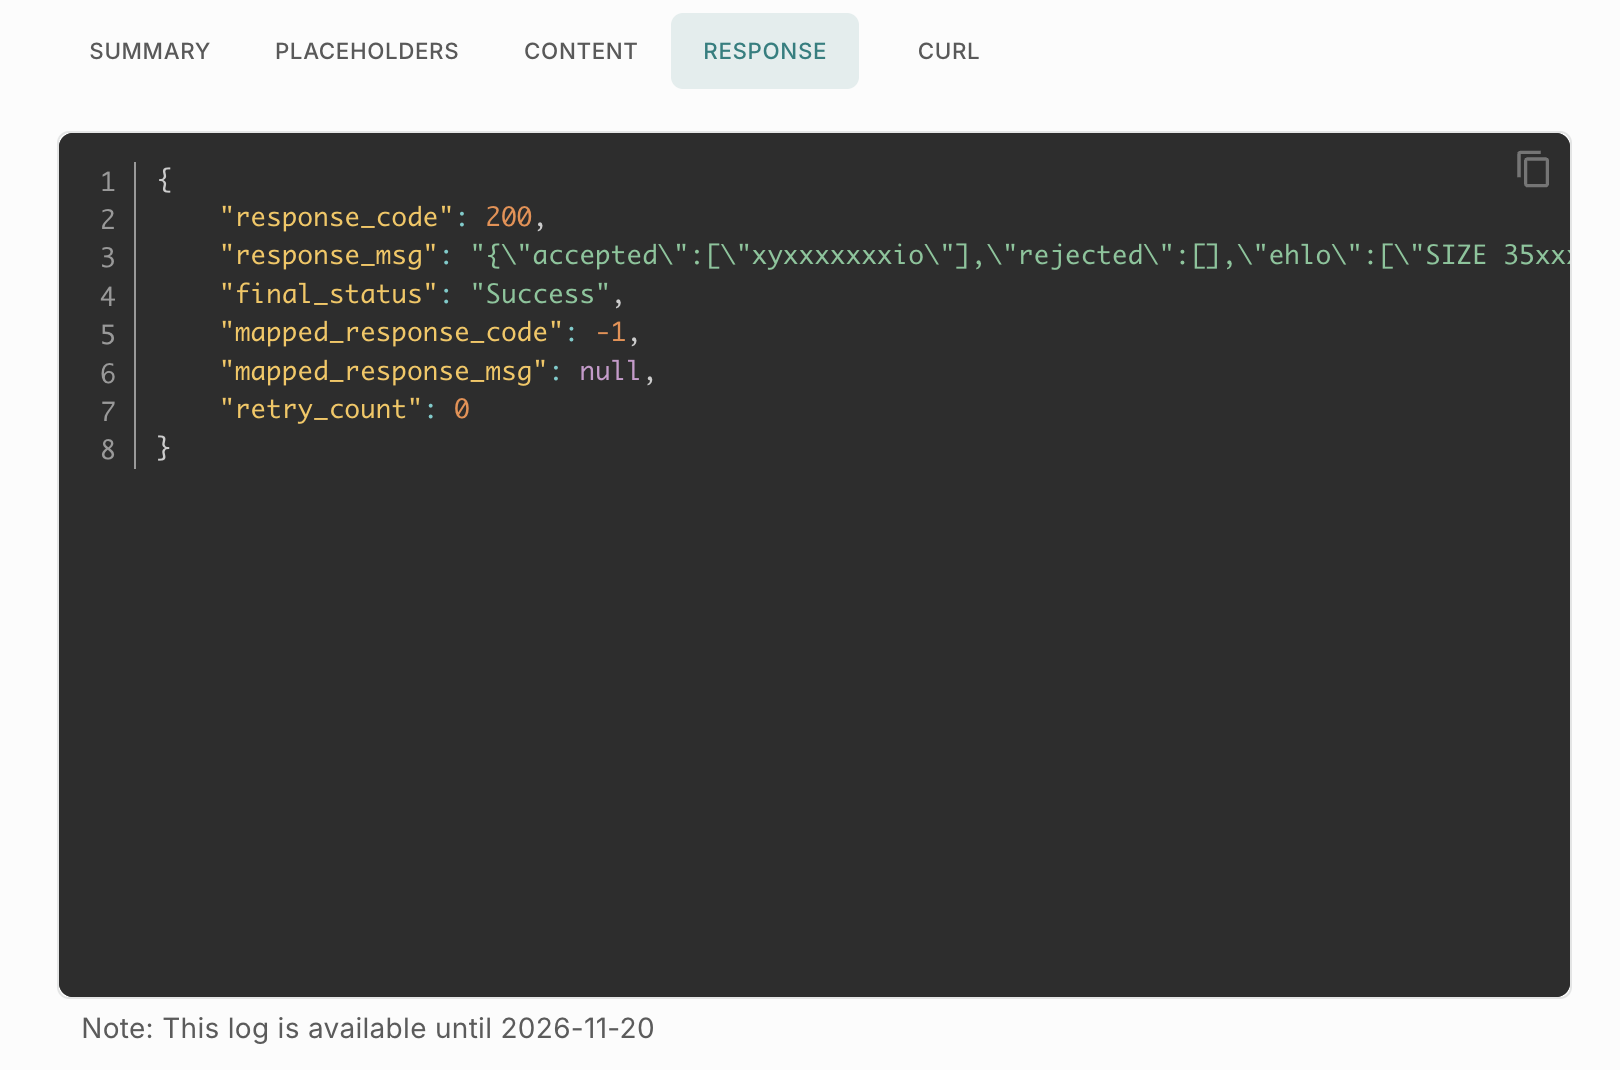 SUMMARY PLACEHOLDERS CONTENT RESPONSE CURL
1 {
2 "response_code": 200,
3 "response_msg": "{\"accepted\":[\"xyxxxxxxxio\"],\"rejected\":[],\"ehlo\":[\"SIZE 35xxx
4 "final_status": "Success",
5 "mapped_response_code": -1,
6 "mapped_response_msg": null,
7 "retry_count": 0
8 }
Note: This log is available until 2026-11-20